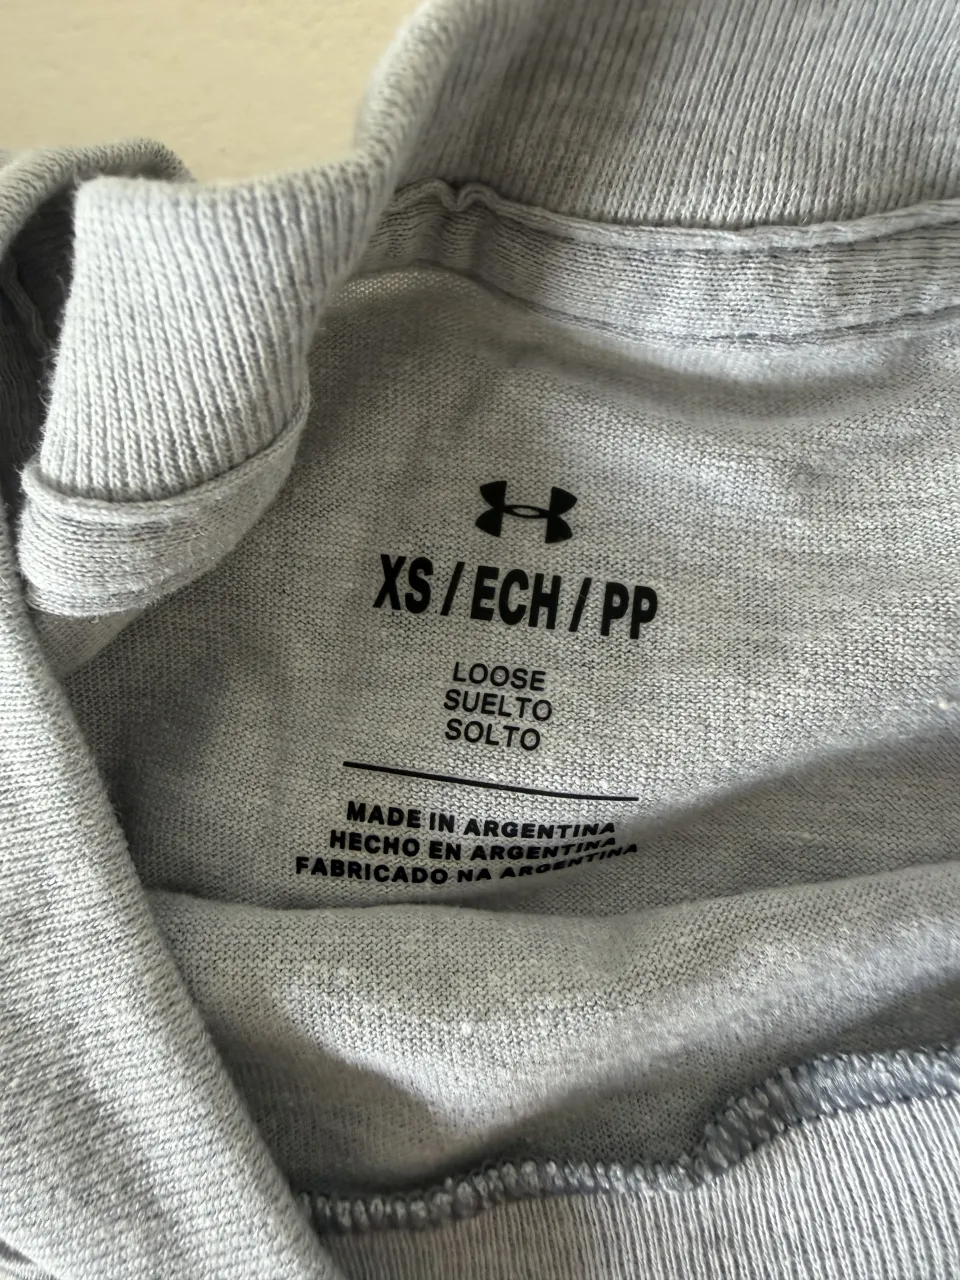 XS / ECH / PP
LOOSE
SUELTO
SOLTO
MADE IN ARGENTINA
HECHO EN ARGENTINA
FABRICADO NA ARGENTINA